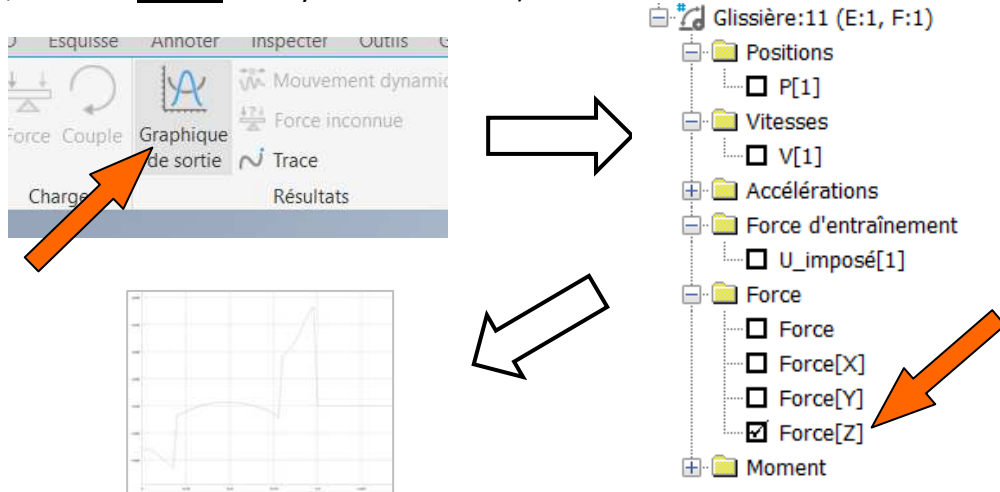 Glissière:11 (E:1, F:1)
Positions
P[1]
Vitesses
V[1]
Accélérations
Force d'entraînement
U_imposé[1]
Force
Force
Force[X]
Force[Y]
Force[Z]
Moment
Esquisse Annoter Inspecter Outils
Mouvement dynamic
Force Couple Graphique
Force inconnue
de sortie Trace
Charge Résultats